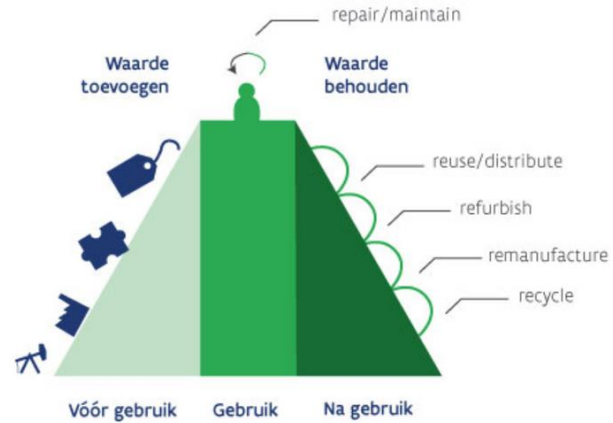 repair/maintain
Waarde
toevoegen
Waarde
behouden
reuse/distribute
refurbish
remanufacture
recycle
Vóór gebruik
Gebruik
Na gebruik